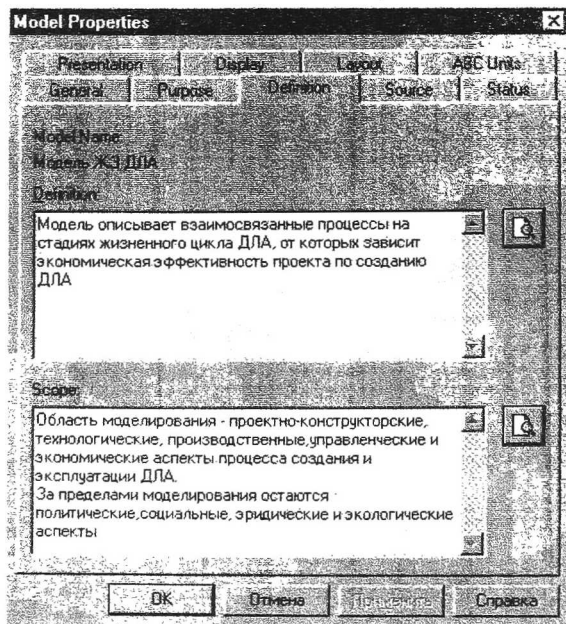 Model Properties
Presentation Display Layout ABC Units
General Purpose Definition Source Status
Model Name:
Модель ЖЗ ДЛА
Definition:
Модель описывает взаимосвязанные процессы на
стадиях жизненного цикла ДЛА, от которых зависит
экономическая эффективность проекта по созданию
ДЛА
Scope:
Область моделирования - проектно-конструкторские,
технологические, производственные,управленческие и
экономические аспекты процесса создания и
эксплуатации ДЛА.
За пределами моделирования остаются
политические,социальные, эридические и экологические
аспекты
OK Отмена Применить Справка